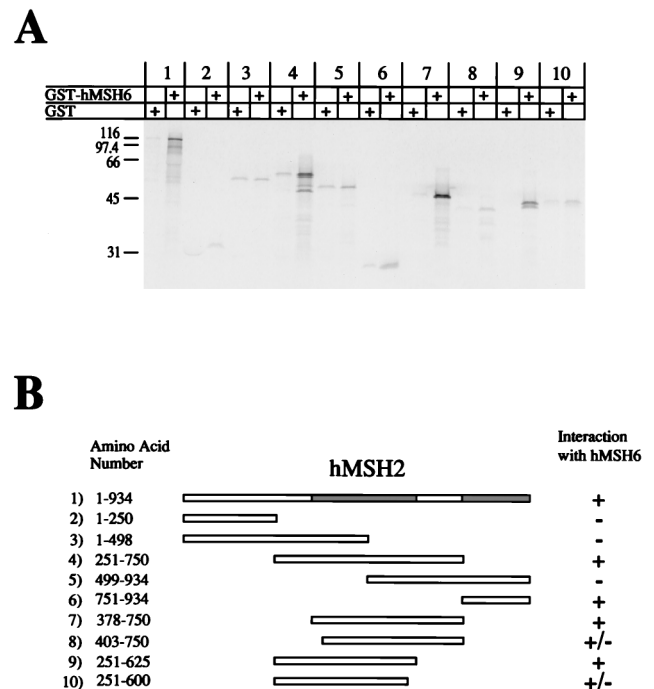 A
1 2 3 4 5 6 7 8 9 10
GST-hMSH6 + + + + + + + + + +
GST + + + + + + + + + +
116
97.4
66
45
31
B
Amino Acid Number
hMSH2
Interaction with hMSH6
1) 1-934 +
2) 1-250 -
3) 1-498 -
4) 251-750 +
5) 499-934 -
6) 751-934 +
7) 378-750 +
8) 403-750 +/-
9) 251-625 +
10) 251-600 +/-